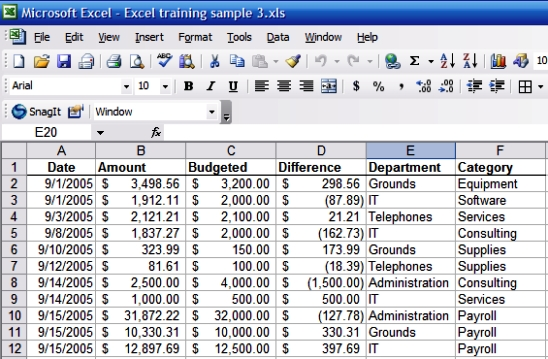 Microsoft Excel - Excel training sample 3.xls
File Edit View Insert Format Tools Data Window Help
Σ 10
Arial 10 B I U $ % ,
SnagIt Window
E20 fx
A B C D E F
1 Date Amount Budgeted Difference Department Category
2 9/1/2005 $ 3,498.56 $ 3,200.00 $ 298.56 Grounds Equipment
3 9/1/2005 $ 1,912.11 $ 2,000.00 $ (87.89) IT Software
4 9/3/2005 $ 2,121.21 $ 2,100.00 $ 21.21 Telephones Services
5 9/8/2005 $ 1,837.27 $ 2,000.00 $ (162.73) IT Consulting
6 9/10/2005 $ 323.99 $ 150.00 $ 173.99 Grounds Supplies
7 9/12/2005 $ 81.61 $ 100.00 $ (18.39) Telephones Supplies
8 9/14/2005 $ 2,500.00 $ 4,000.00 $ (1,500.00) Administration Consulting
9 9/14/2005 $ 1,000.00 $ 500.00 $ 500.00 IT Services
10 9/15/2005 $ 31,872.22 $ 32,000.00 $ (127.78) Administration Payroll
11 9/15/2005 $ 10,330.31 $ 10,000.00 $ 330.31 Grounds Payroll
12 9/15/2005 $ 12,897.69 $ 12,500.00 $ 397.69 IT Payroll